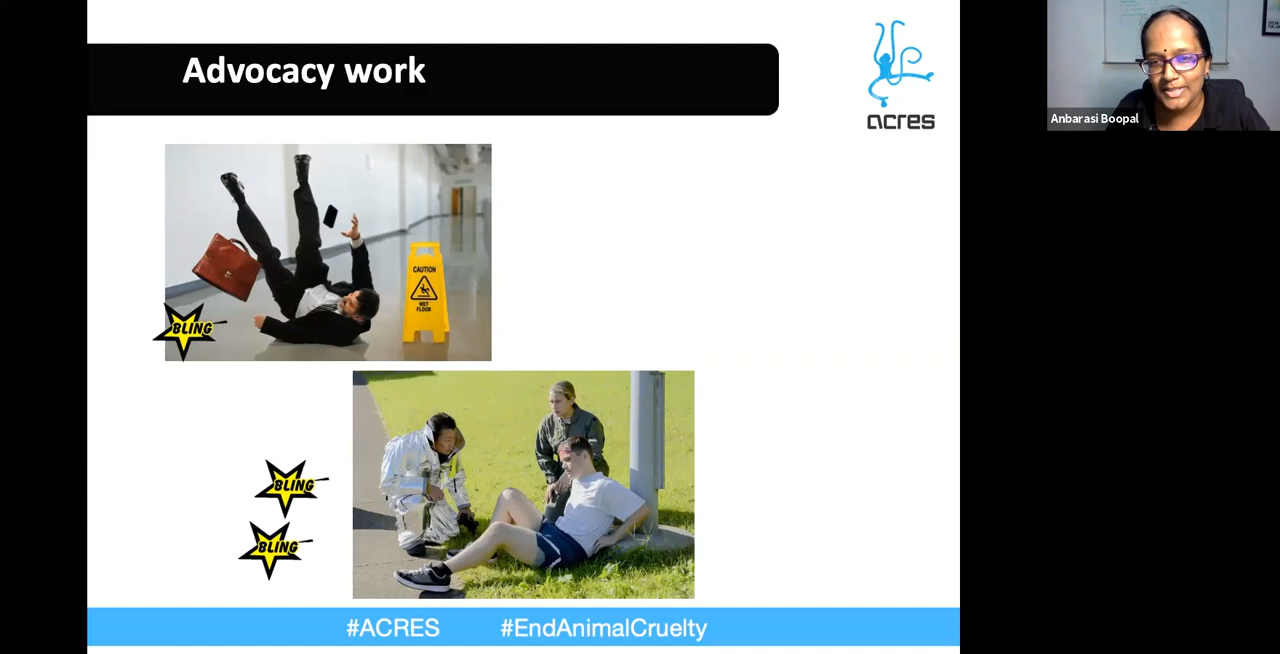 Advocacy work
acres
Anbarasi Boopal
CAUTION
WET
FLOOR
BLING
BLING
BLING
#ACRES #EndAnimalCruelty